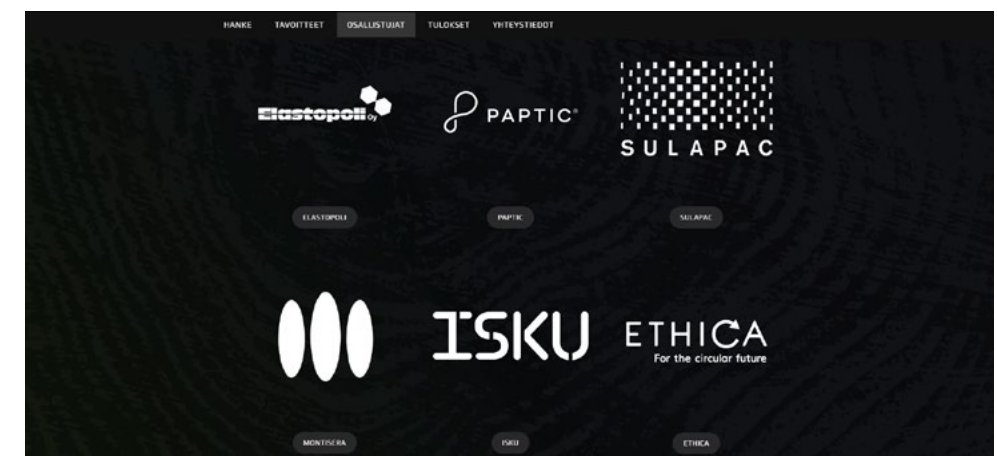 HANKE TAVOITTEET OSALLISTUJAT TULOKSET YHTEYSTIEDOT
Elastopoli Oy
PAPTIC®
SULAPAC
ELASTOPOLI PAPTIC SULAPAC
ISKU
ETHICA
For the circular future
MONTISERA ISKU ETHICA